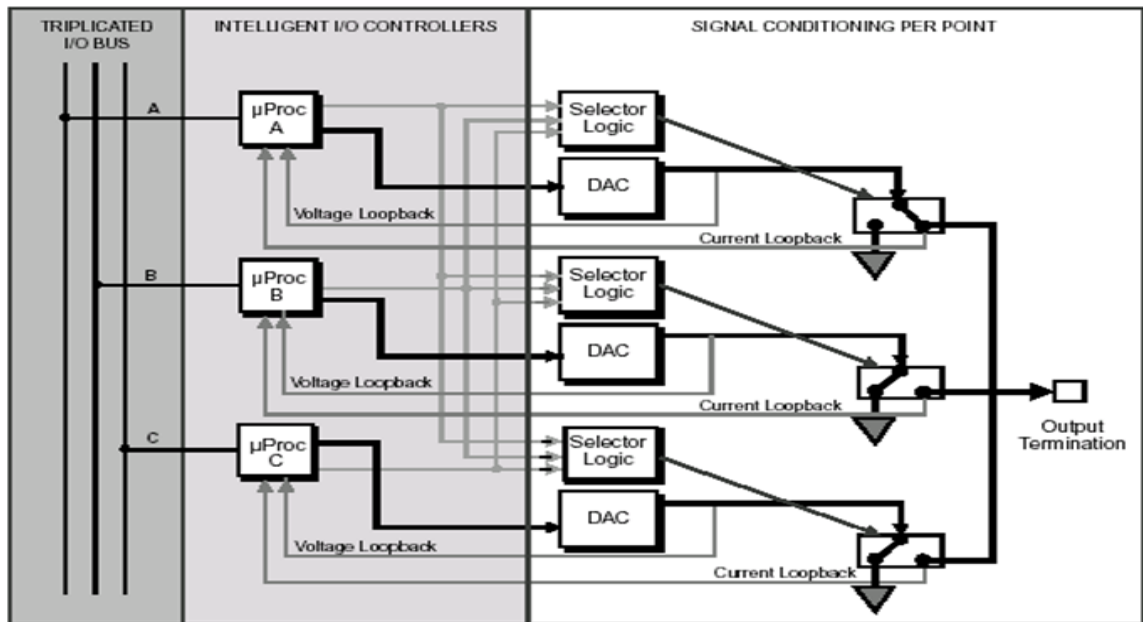 TRIPLICATED
I/O BUS
INTELLIGENT I/O CONTROLLERS
SIGNAL CONDITIONING PER POINT
A
µProc
A
Selector
Logic
DAC
Voltage Loopback
Current Loopback
B
µProc
B
Selector
Logic
DAC
Voltage Loopback
Current Loopback
Output
Termination
C
µProc
C
Selector
Logic
DAC
Voltage Loopback
Current Loopback